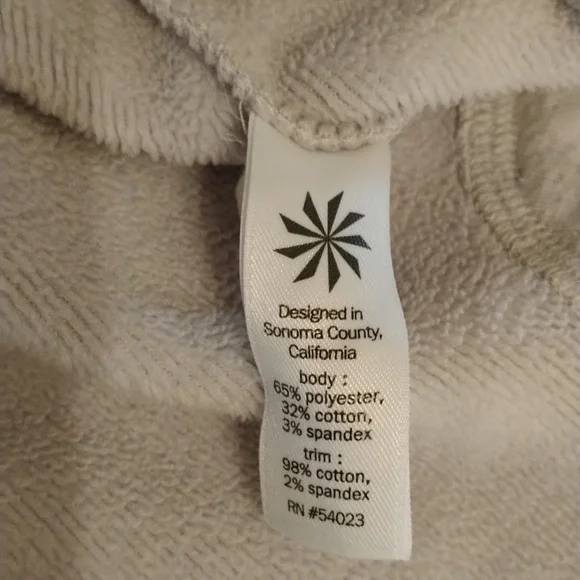 Designed in
Sonoma County,
California
body :
65% polyester,
32% cotton,
3% spandex
trim :
98% cotton,
2% spandex
RN #54023